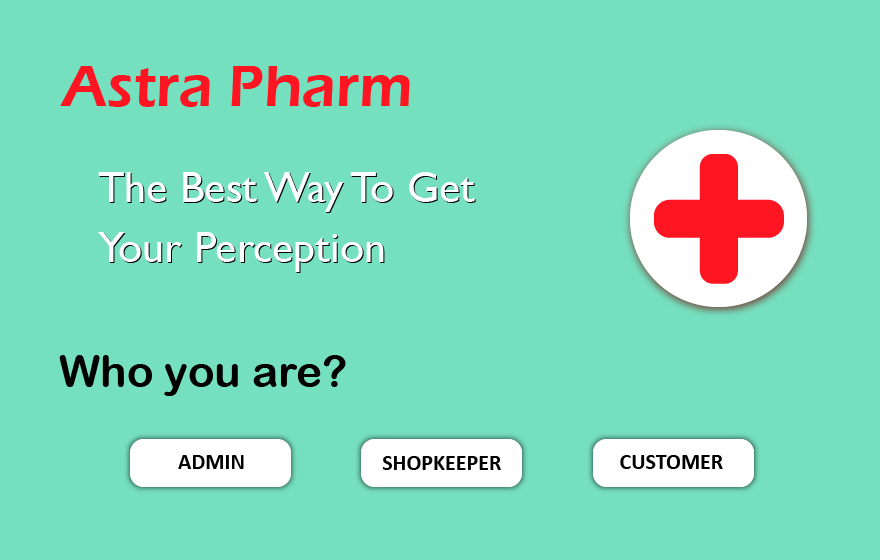 Astra Pharm
The Best Way To Get
Your Perception
Who you are?
ADMIN
SHOPKEEPER
CUSTOMER